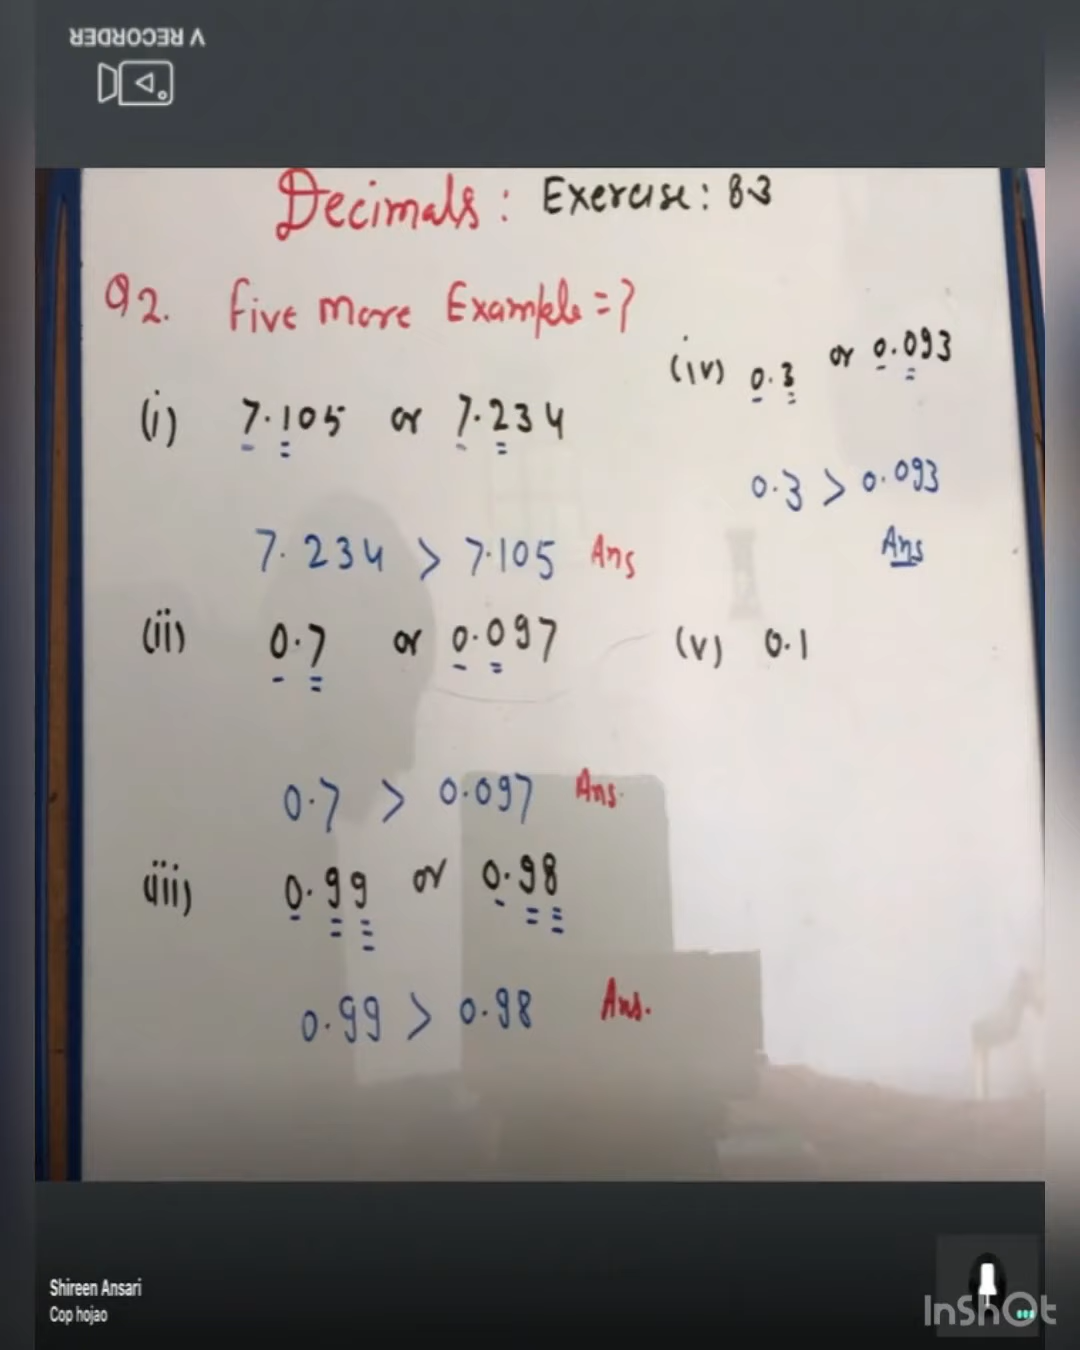 V RECORDER
Decimals : Exercise : 8.3
Q2. Five More Example = ?
(i) 7.105 or 7.234
7.234 > 7.105 Ans
(ii) 0.7 or 0.097
0.7 > 0.097 Ans.
(iii) 0.99 or 0.98
0.99 > 0.98 Ans.
(iv) 0.3 or 0.093
0.3 > 0.093
Ans
(v) 0.1
Shireen Ansari
Cop hojao
InShOt